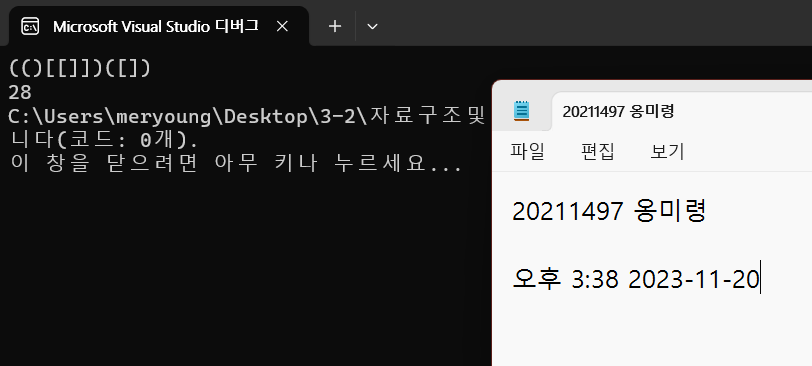 Microsoft Visual Studio 디버그
(()[[]])([])
28
C:\Users\meryoung\Desktop\3-2\자료구조및
니다(코드: 0개).
이 창을 닫으려면 아무 키나 누르세요...
20211497 옹미령
파일 편집 보기
20211497 옹미령
오후 3:38 2023-11-20